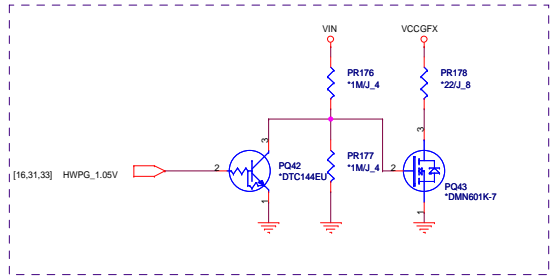 VIN
VCCGFX
PR176
*1M/J_4
PR178
*22/J_8
3
3
[16,31,33] HWPG_1.05V
2
PQ42
*DTC144EU
PR177
*1M/J_4
2
PQ43
*DMN601K-7
1
1